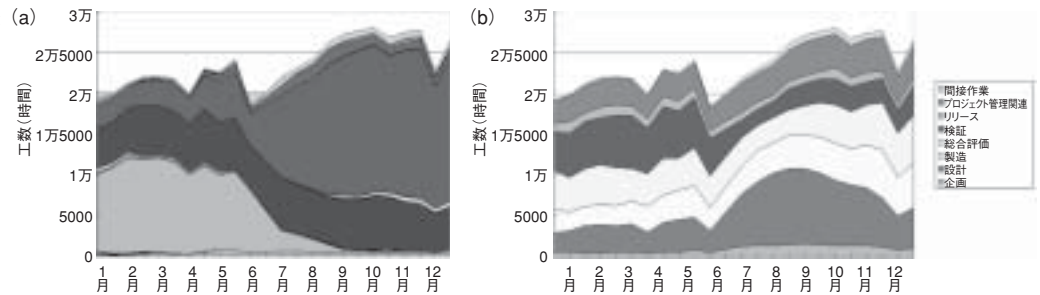 (a)
3万
2万5000
2万
1万5000
1万
5000
0
工数(時間)
1月 2月 3月 4月 5月 6月 7月 8月 9月 10月 11月 12月
(b)
3万
2万5000
2万
1万5000
1万
5000
0
工数(時間)
1月 2月 3月 4月 5月 6月 7月 8月 9月 10月 11月 12月
間接作業
プロジェクト管理関連
リリース
検証
総合評価
製造
設計
企画